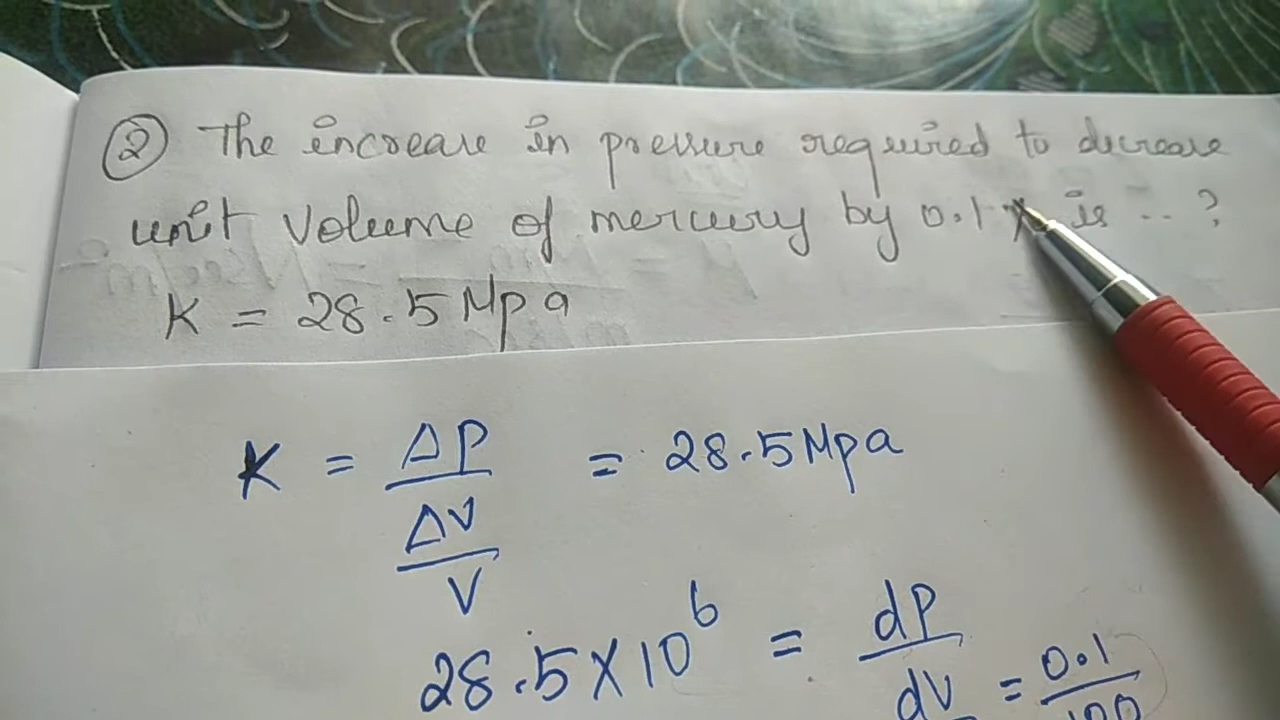 ② The increase in pressure required to decrease
unit volume of mercury by 0.1% is .. ?
K = 28.5 Mpa
K = ΔP / (ΔV / V) = 28.5 Mpa
28.5 × 10⁶ = dP / dV = 0.1 / 100